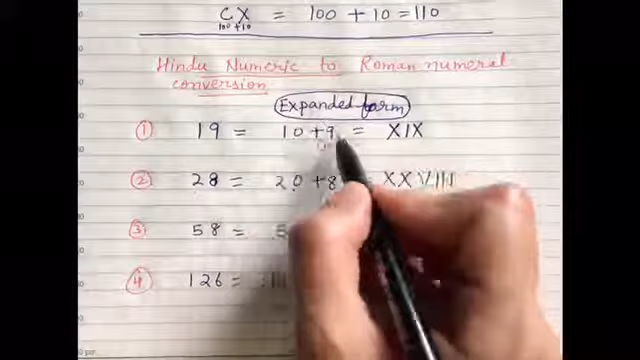 CX = 100 + 10 = 110
100 + 10
Hindu Numeric to Roman numeral
conversion
Expanded form
① 19 = 10 + 9 = XIX
② 28 = 20 + 8 = XXVIII
③ 58 =
④ 126 =